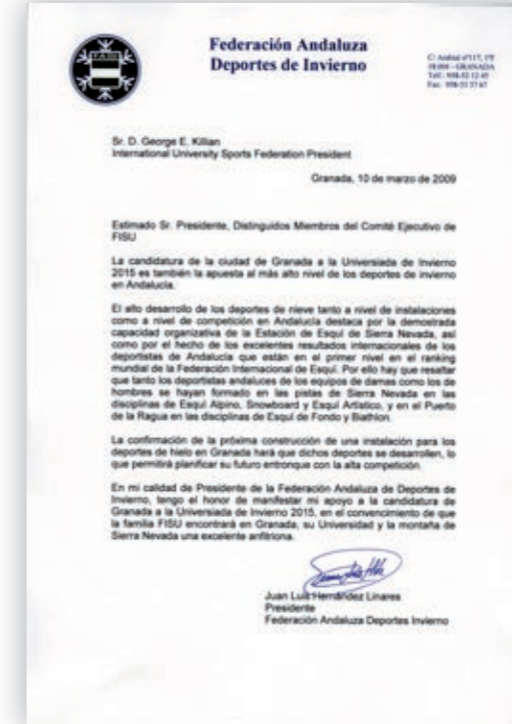 Federación Andaluza
Deportes de Invierno
GRANADA
Sr. D. George E. Killian
International University Sports Federation President
Granada, 10 de marzo de 2009
Estimado Sr. Presidente, Distinguidos Miembros del Comité Ejecutivo de
FISU
La candidatura de la ciudad de Granada a la Universiada de Invierno
2015 es también la apuesta al más alto nivel de los deportes de invierno
en Andalucía.
El alto desarrollo de los deportes de nieve tanto a nivel de instalaciones
como a nivel de competición en Andalucía destaca por la demostrada
capacidad organizativa de la Estación de Esquí de Sierra Nevada, así
como por el hecho de los excelentes resultados internacionales de los
deportistas de Andalucía que están en el primer nivel en el ranking
mundial de la Federación Internacional de Esquí. Por ello hay que resaltar
que tanto los deportistas andaluces de los equipos de damas como los de
hombres se hayan formado en las pistas de Sierra Nevada en las
disciplinas de Esquí Alpino, Snowboard y Esquí Artístico, y en el Puerto
de la Ragua en las disciplinas de Esquí de Fondo y Biathlon.
La confirmación de la próxima construcción de una instalación para los
deportes de hielo en Granada hará que dichos deportes se desarrollen, lo
que permitirá planificar su futuro entronque con la alta competición.
En mi calidad de Presidente de la Federación Andaluza de Deportes de
Invierno, tengo el honor de manifestar mi apoyo a la candidatura de
Granada a la Universiada de Invierno 2015, en el convencimiento de que
la familia FISU encontrará en Granada, su Universidad y la montaña de
Sierra Nevada una excelente anfitriona.
Juan Luis Hernández Linares
Presidente
Federación Andaluza Deportes Invierno